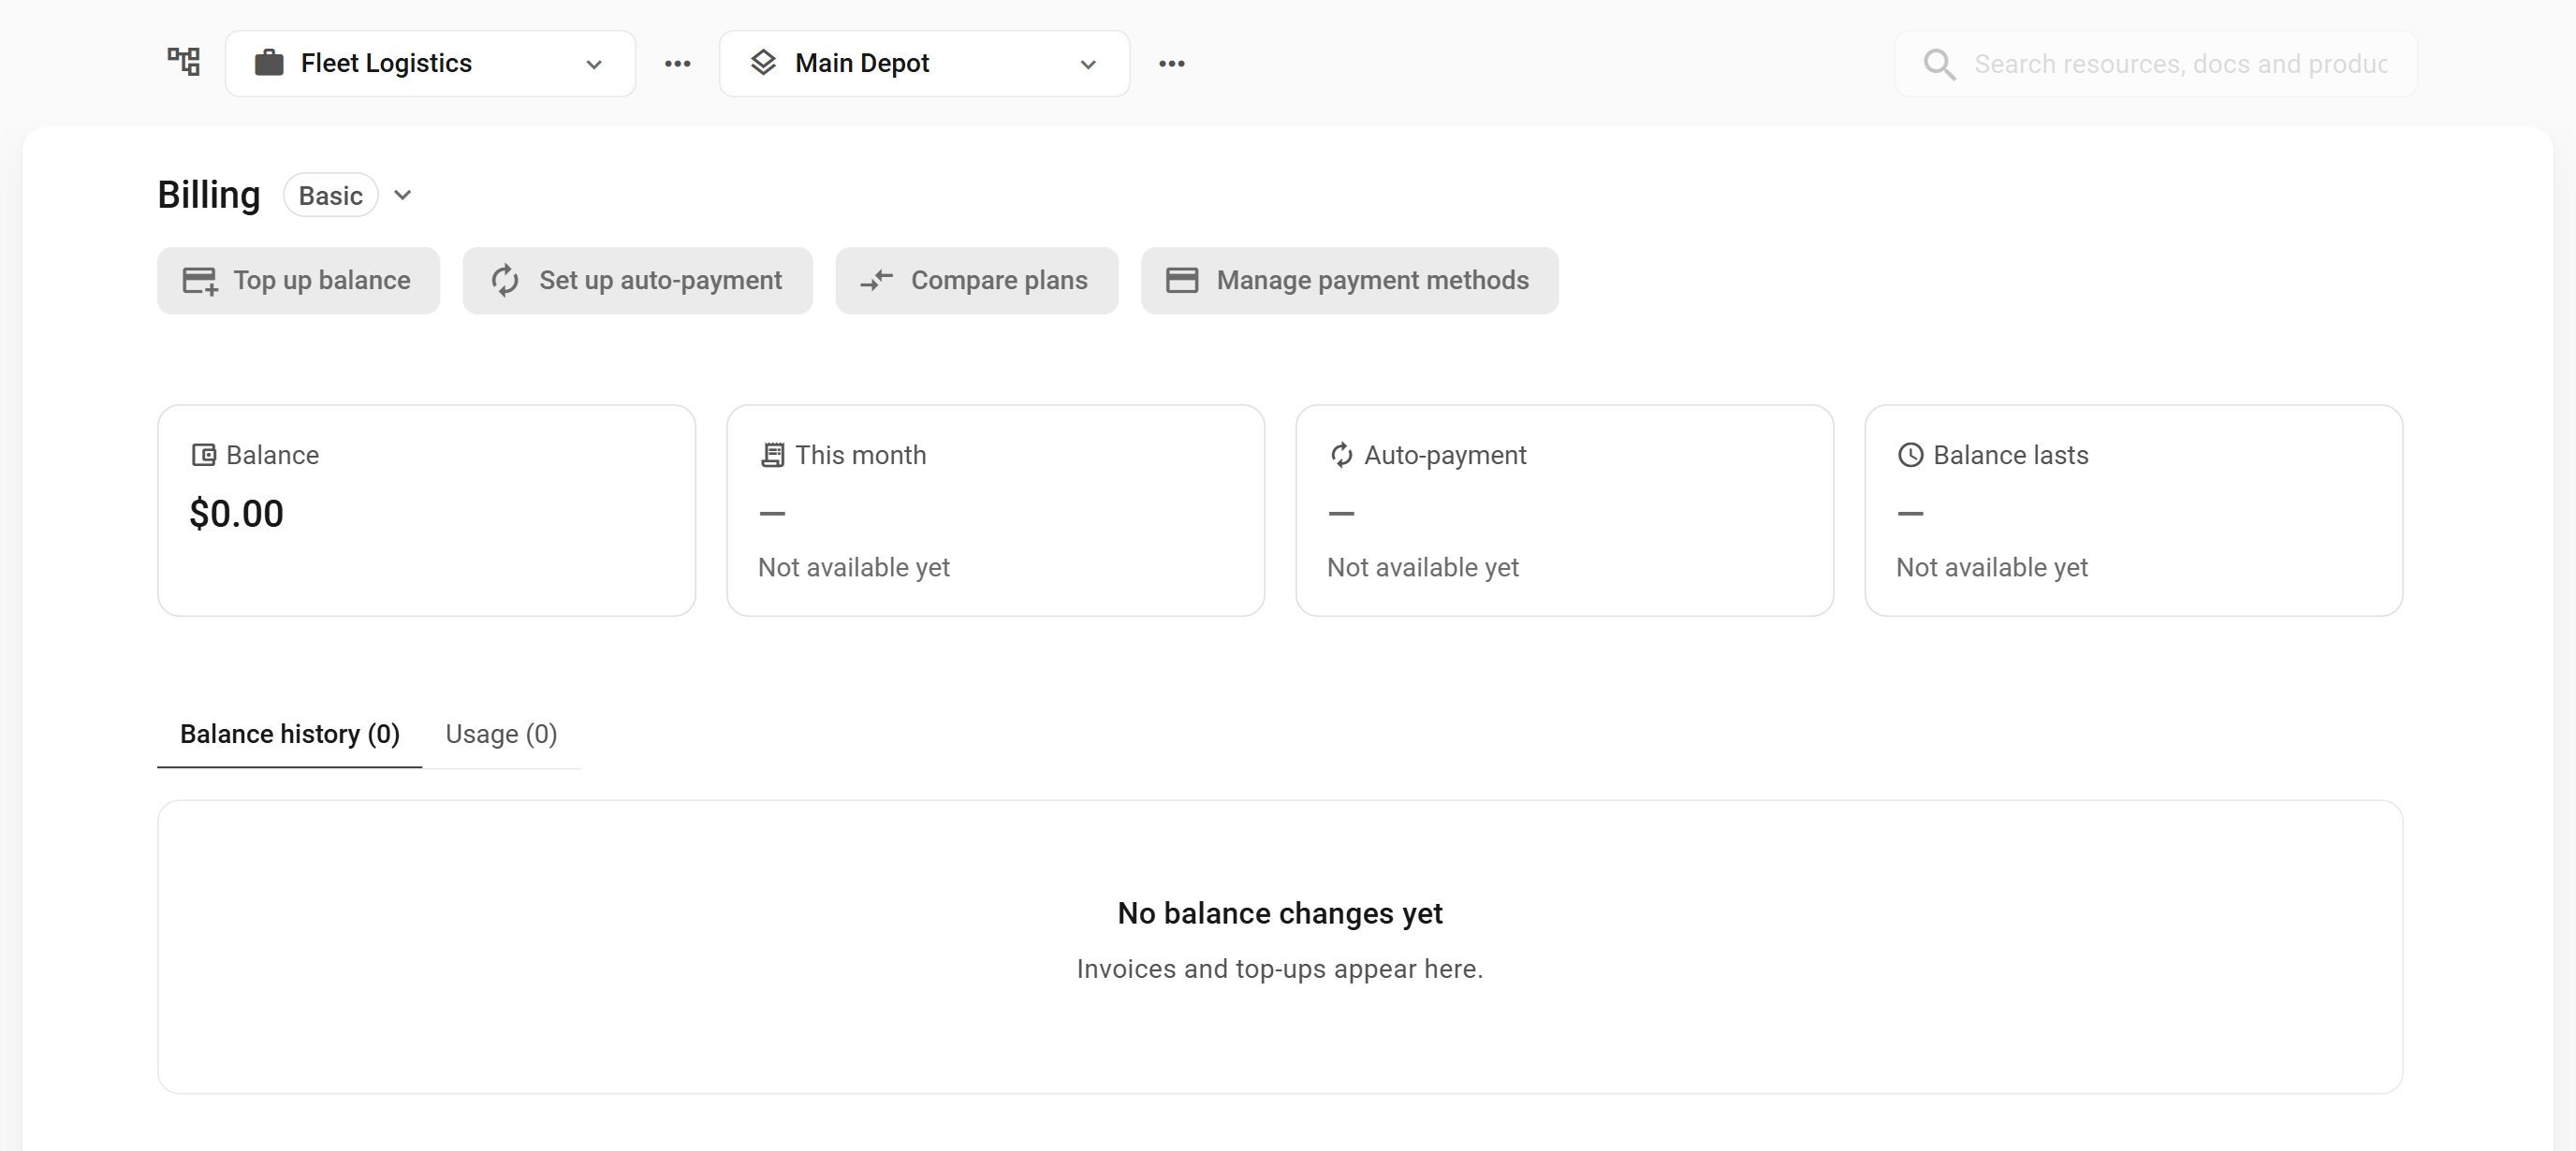 Fleet Logistics
Main Depot
Search resources, docs and produc
Billing
Basic
Top up balance
Set up auto-payment
Compare plans
Manage payment methods
Balance
$0.00
This month
—
Not available yet
Auto-payment
—
Not available yet
Balance lasts
—
Not available yet
Balance history (0)
Usage (0)
No balance changes yet
Invoices and top-ups appear here.